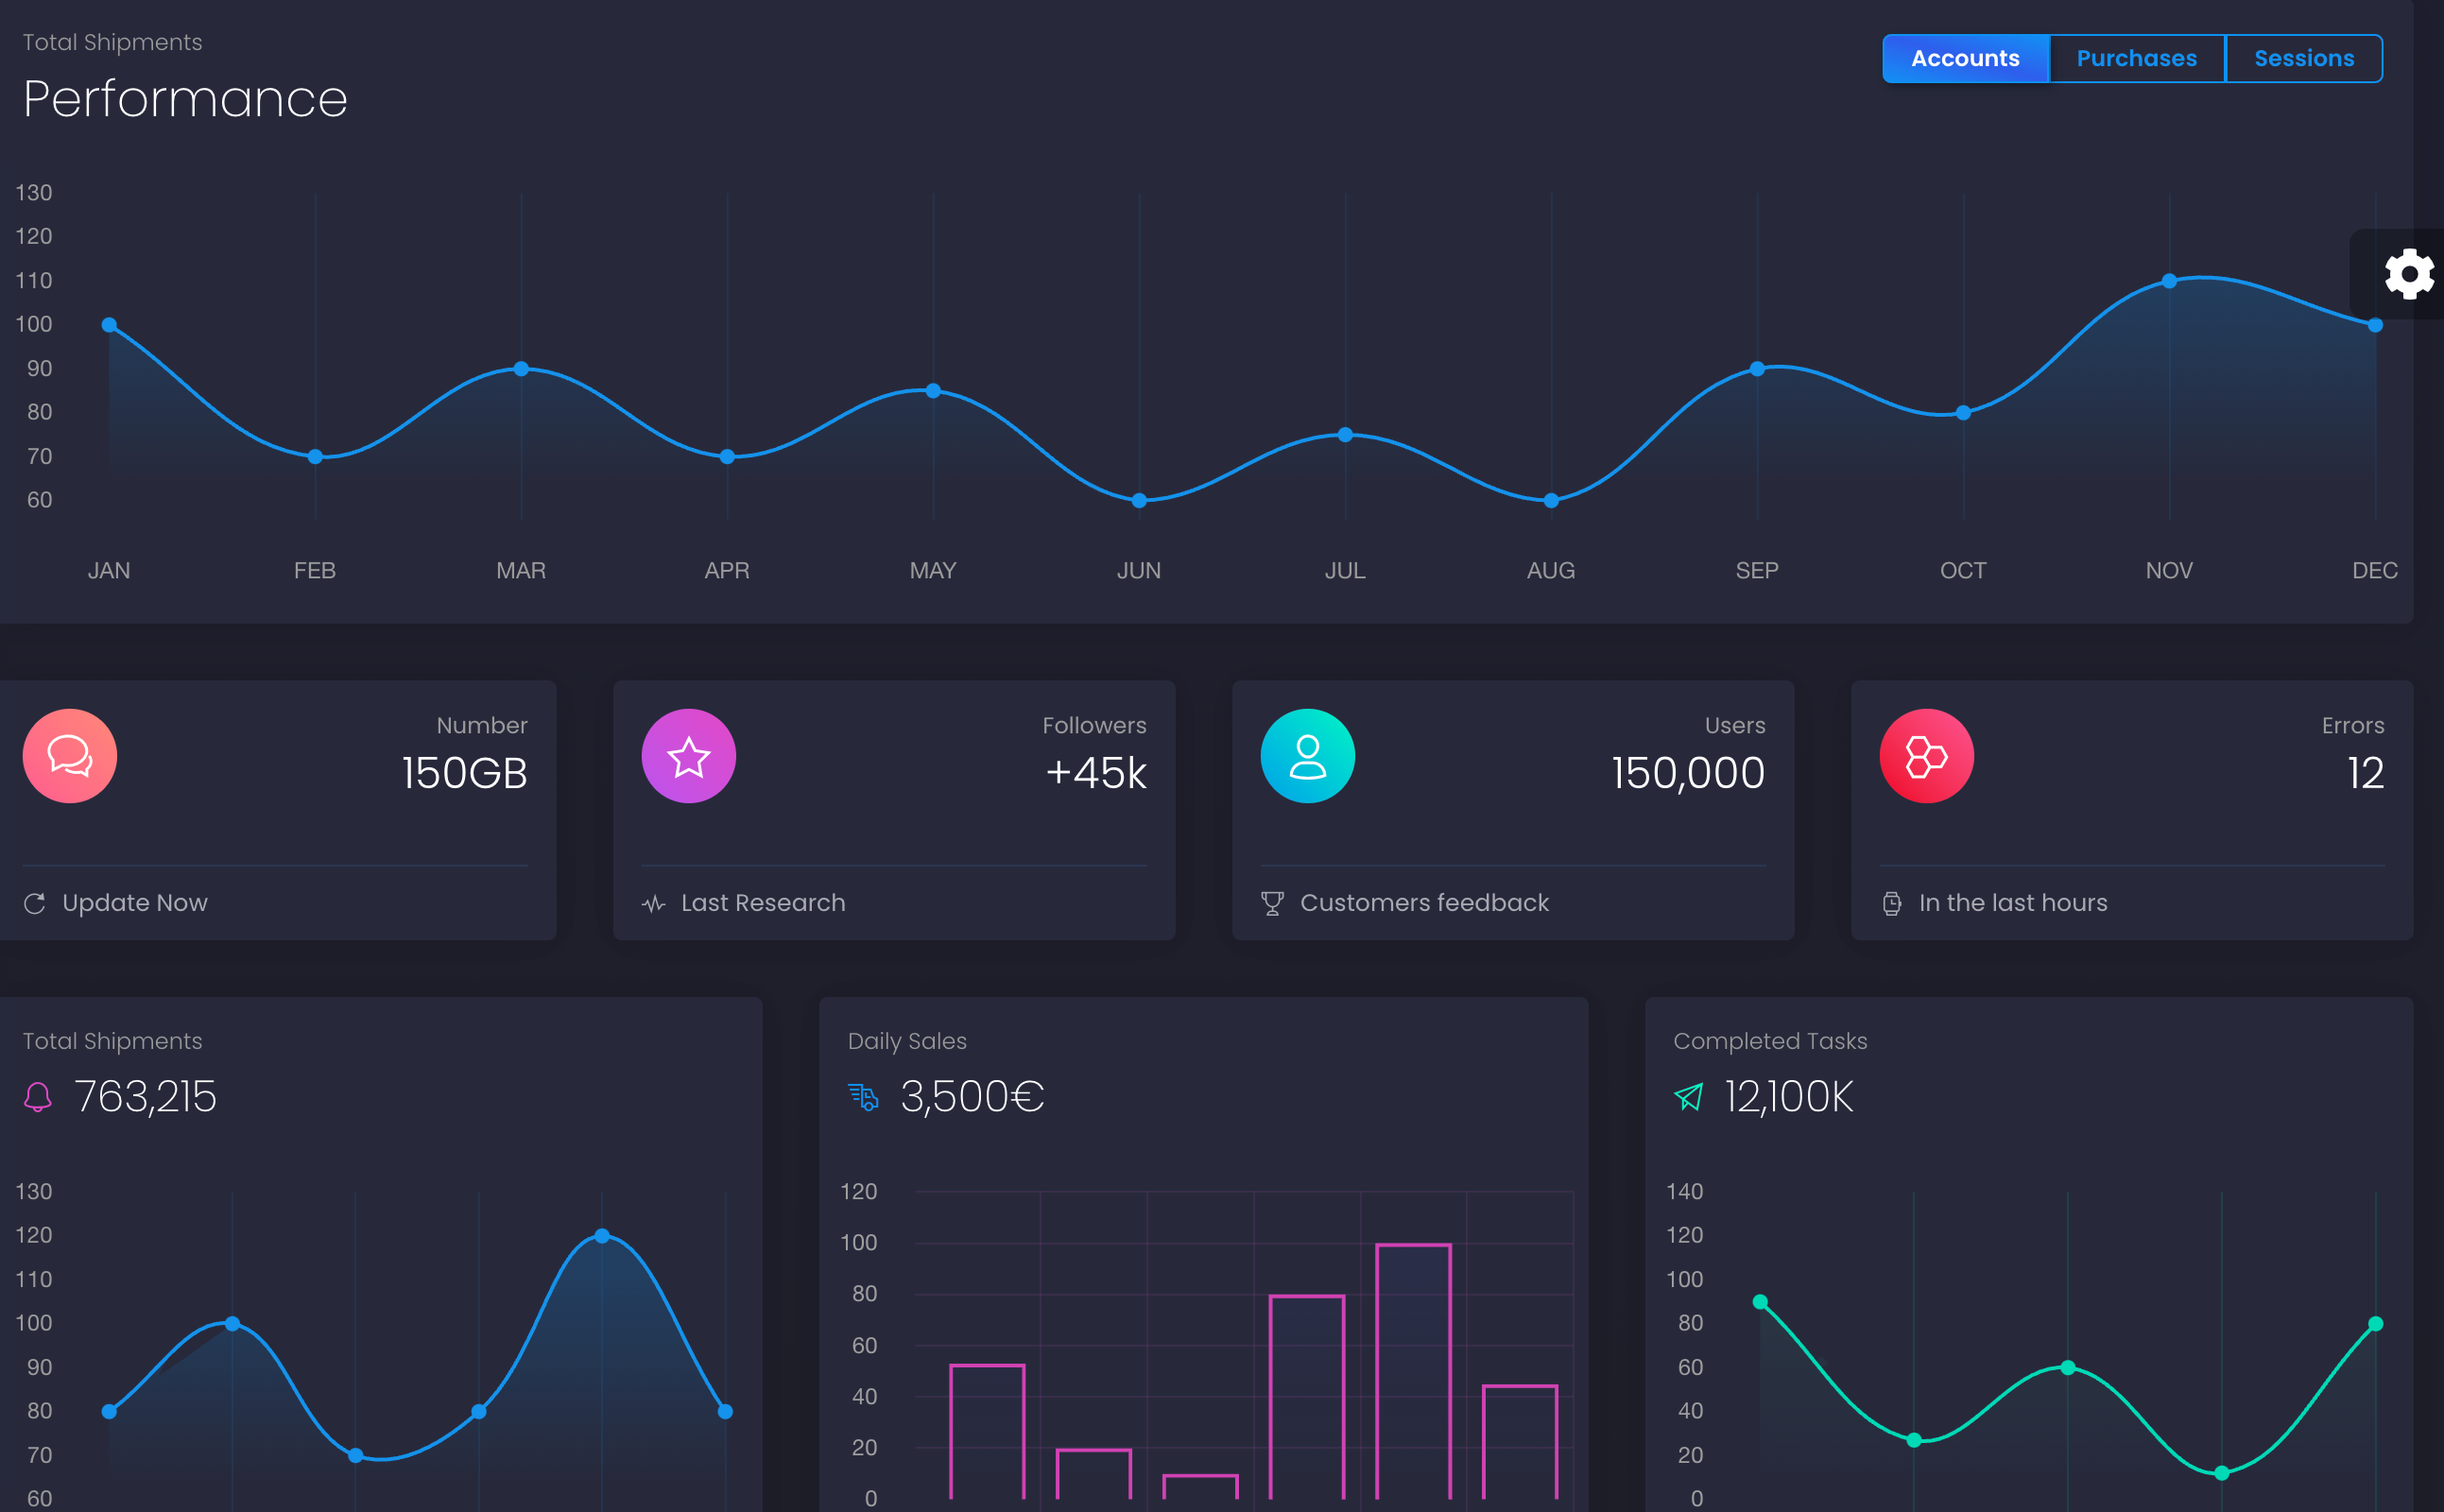 Total Shipments
Performance
Accounts Purchases Sessions
130
120
110
100
90
80
70
60
JAN FEB MAR APR MAY JUN JUL AUG SEP OCT NOV DEC
Number
150GB
Update Now
Followers
+45k
Last Research
Users
150,000
Customers feedback
Errors
12
In the last hours
Total Shipments
763,215
130
120
110
100
90
80
70
60
Daily Sales
3,500€
120
100
80
60
40
20
0
Completed Tasks
12,100K
140
120
100
80
60
40
20
0